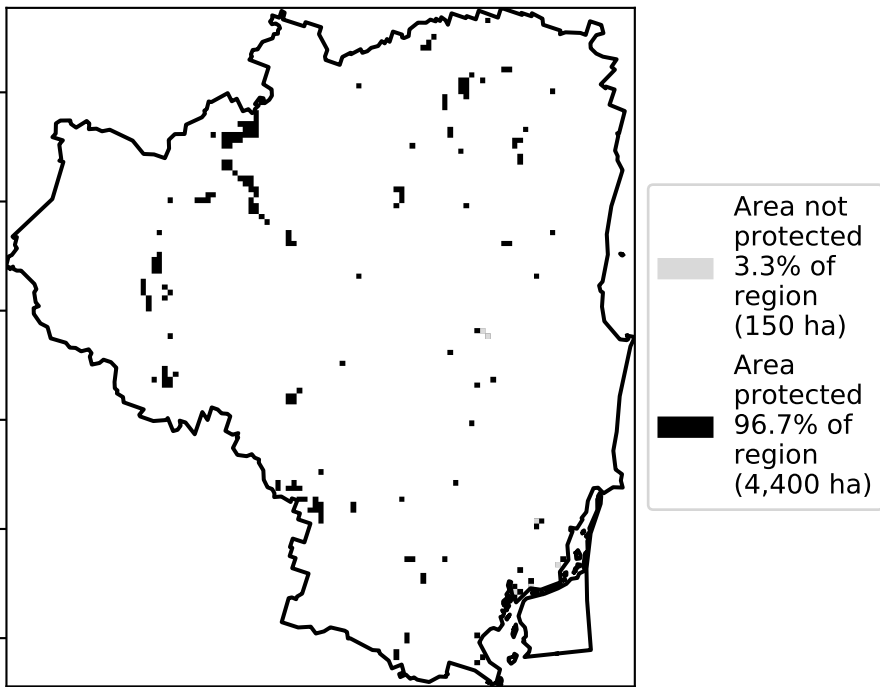 Area not
protected
3.3% of
region
(150 ha)
Area
protected
96.7% of
region
(4,400 ha)